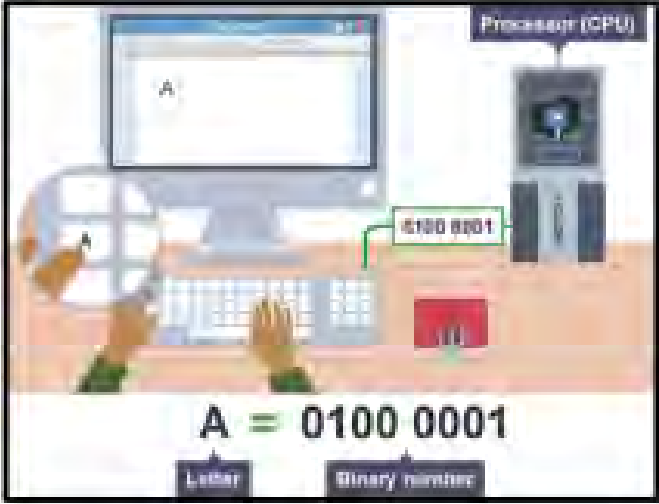 Processor (CPU)
A
0100 0001
A
A = 0100 0001
Letter
Binary number